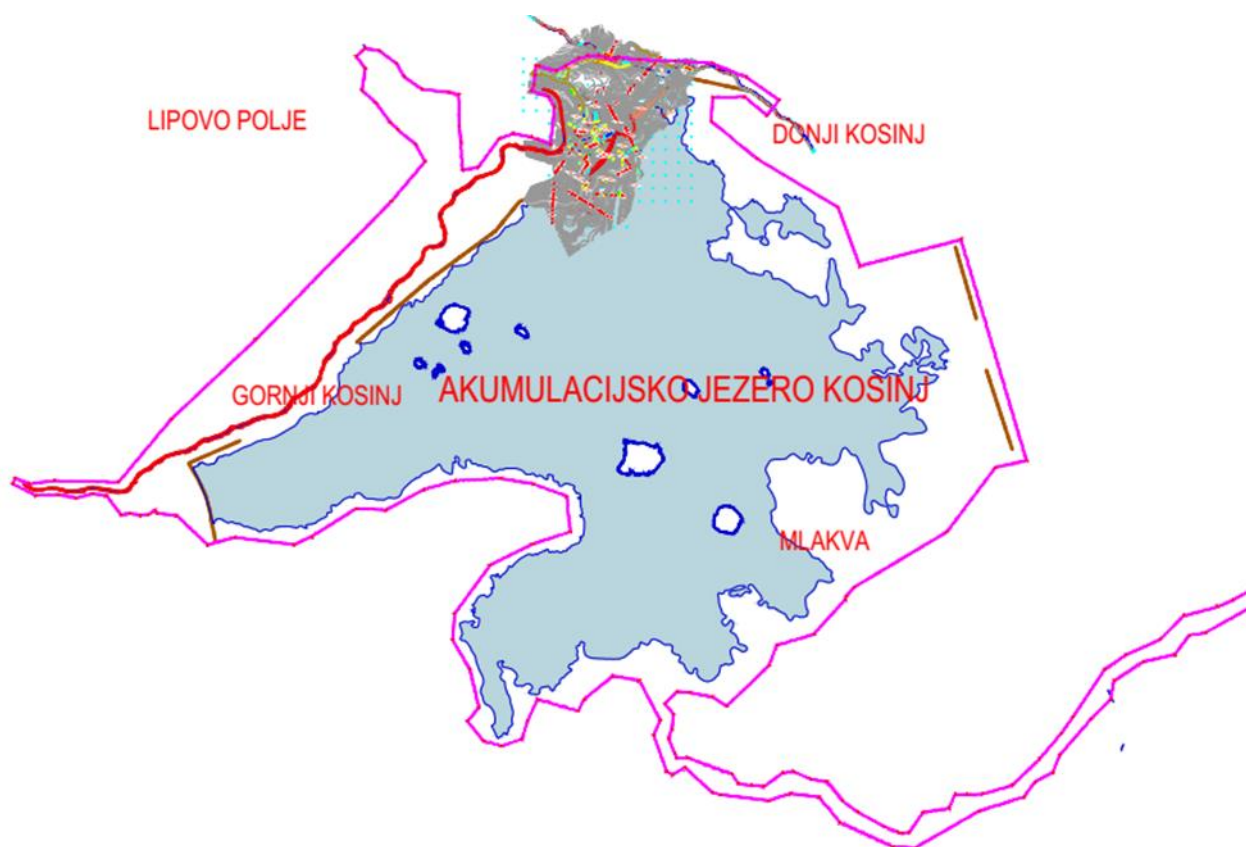 LIPOVO POLJE
DONJI KOSINJ
GORNJI KOSINJ
AKUMULACIJSKO JEZERO KOSINJ
MLAKVA